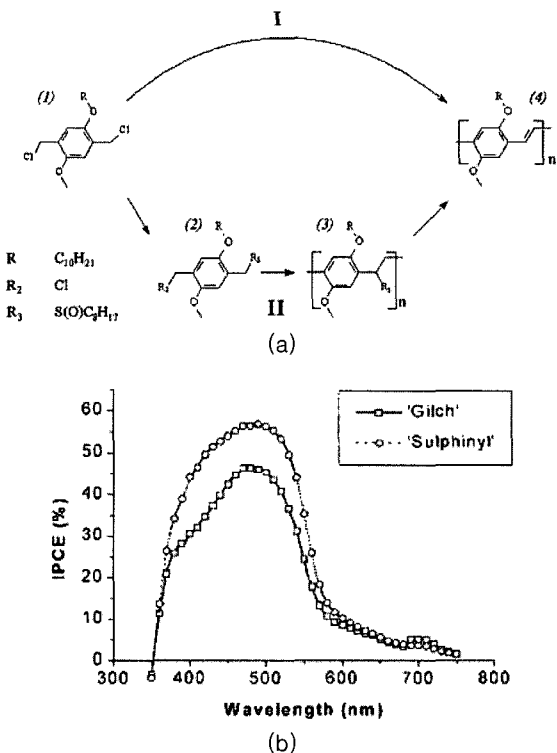 I
(1)
R
O
Cl
Cl
O
(4)
R
O
O
n
(2)
R
O
R₃
R₂
O
(3)
R
O
O
R₃
n
II
R C₁₀H₂₁
R₂ Cl
R₃ S(O)C₈H₁₇
(a)
'Gilch'
'Sulphinyl'
IPCE (%)
60
50
40
30
20
10
0
300 400 500 600 700 800
Wavelength (nm)
(b)